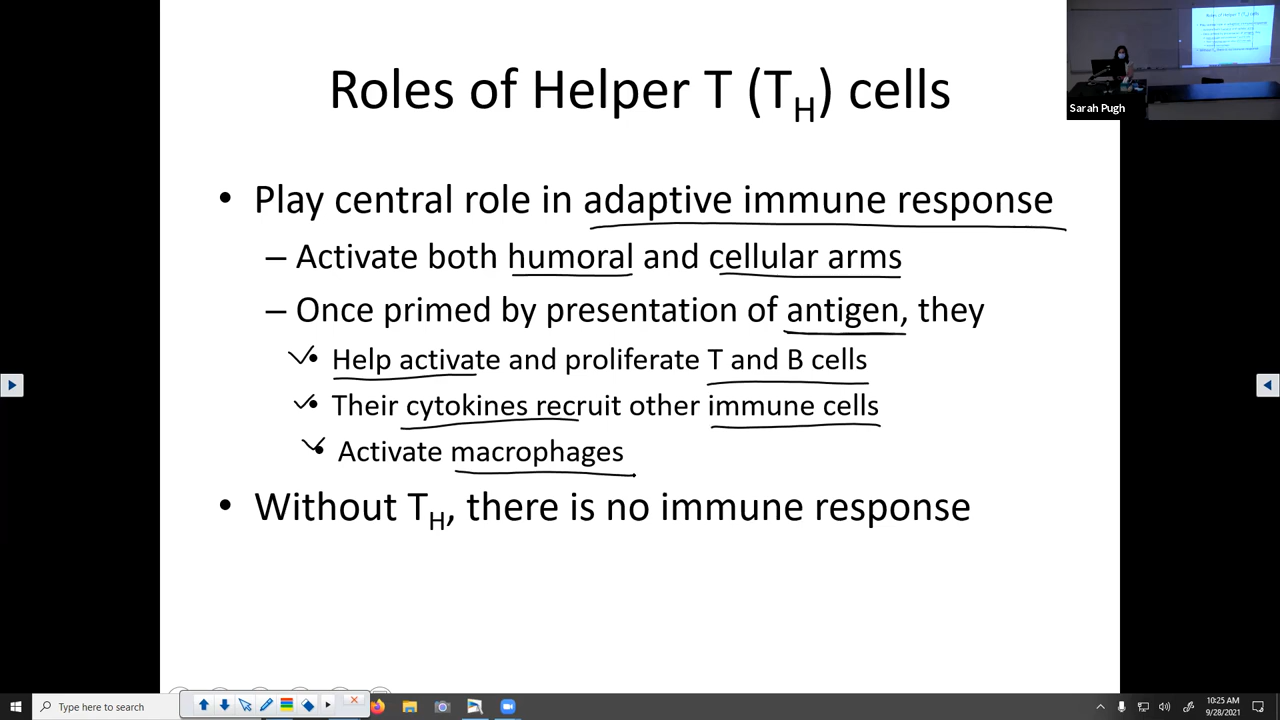 Roles of Helper T (TH) cells
Sarah Pugh
• Play central role in adaptive immune response
– Activate both humoral and cellular arms
– Once primed by presentation of antigen, they
• Help activate and proliferate T and B cells
• Their cytokines recruit other immune cells
• Activate macrophages
• Without TH, there is no immune response
Type here to search
10:25 AM
9/28/2021